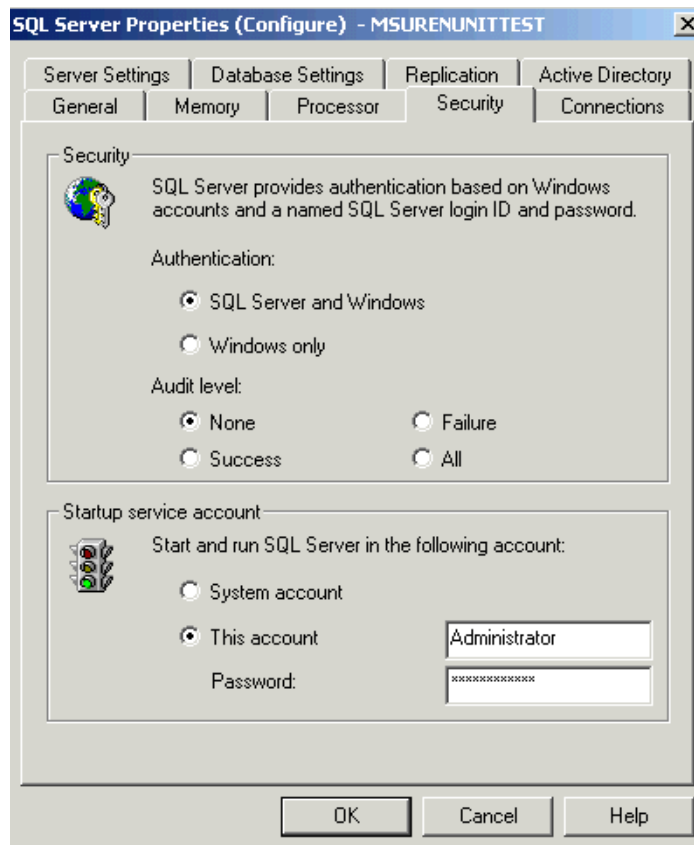 SQL Server Properties (Configure) - MSURENUNITTEST
Server Settings
Database Settings
Replication
Active Directory
General
Memory
Processor
Security
Connections
Security
SQL Server provides authentication based on Windows
accounts and a named SQL Server login ID and password.
Authentication:
SQL Server and Windows
Windows only
Audit level:
None
Failure
Success
All
Startup service account
Start and run SQL Server in the following account:
System account
This account
Administrator
Password:
************
OK
Cancel
Help